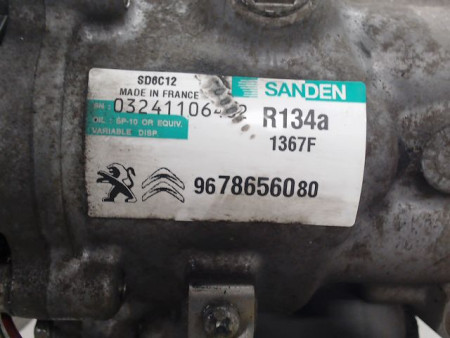 SD6C12
MADE IN FRANCE
SANDEN
S/N:
R134a
OIL : SP-10 OR EQUIV.
VARIABLE DISP.
1367F
9678656080